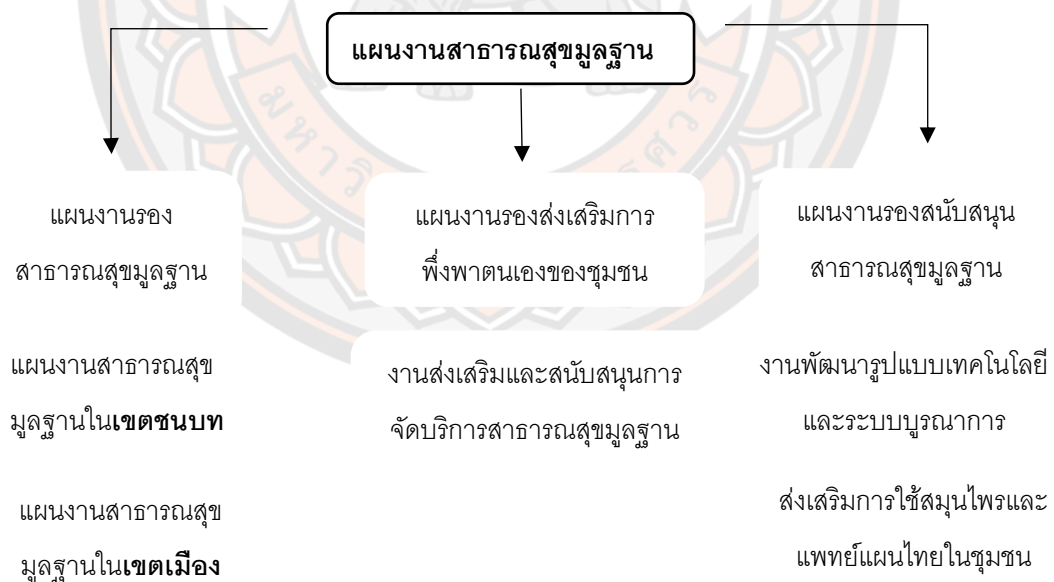 แผนงานสาธารณสุขมูลฐาน
แผนงานรอง
สาธารณสุขมูลฐาน
แผนงานสาธารณสุข
มูลฐานในเขตชนบท
แผนงานสาธารณสุข
มูลฐานในเขตเมือง
แผนงานรองส่งเสริมการ
พึ่งพาตนเองของชุมชน
งานส่งเสริมและสนับสนุนการ
จัดบริการสาธารณสุขมูลฐาน
แผนงานรองสนับสนุน
สาธารณสุขมูลฐาน
งานพัฒนารูปแบบเทคโนโลยี
และระบบบูรณาการ
ส่งเสริมการใช้สมุนไพรและ
แพทย์แผนไทยในชุมชน